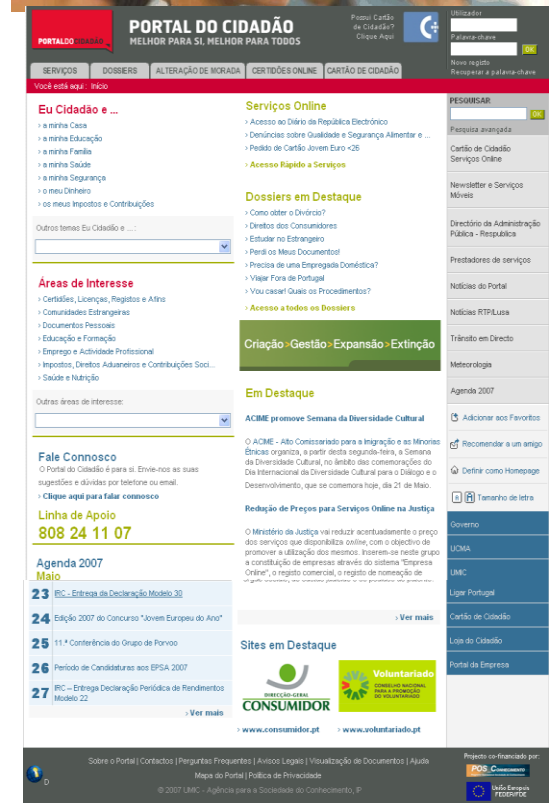 PORTALDOCIDADÃO
PORTAL DO CIDADÃO
MELHOR PARA SI, MELHOR PARA TODOS
Possui Cartão
de Cidadão?
Clique Aqui
Utilizador
Palavra-chave
OK
Novo registo
Recuperar a palavra-chave
SERVIÇOS
DOSSIERS
ALTERAÇÃO DE MORADA
CERTIDÕES ONLINE
CARTÃO DE CIDADÃO
Você está aqui: Início
Eu Cidadão e ...
› a minha Casa
› a minha Educação
› a minha Família
› a minha Saúde
› a minha Segurança
› o meu Dinheiro
› os meus Impostos e Contribuições
Outros temas Eu Cidadão e ...:
Áreas de Interesse
› Certidões, Licenças, Registos e Afins
› Comunidades Estrangeiras
› Documentos Pessoais
› Educação e Formação
› Emprego e Actividade Profissional
› Impostos, Direitos Aduaneiros e Contribuições Soci...
› Saúde e Nutrição
Outras áreas de interesse:
Fale Connosco
O Portal do Cidadão é para si. Envie-nos as suas
sugestões e dúvidas por telefone ou email.
› Clique aqui para falar connosco
Linha de Apoio
808 24 11 07
Agenda 2007
Maio
23 IRC - Entrega da Declaração Modelo 30
24 Edição 2007 do Concurso "Jovem Europeu do Ano"
25 11.ª Conferência do Grupo de Porvoo
26 Período de Candidaturas aos EPSA 2007
27 IRC – Entrega Declaração Periódica de Rendimentos
Modelo 22
› Ver mais
Serviços Online
› Acesso ao Diário da República Electrónico
› Denúncias sobre Qualidade e Segurança Alimentar e ...
› Pedido de Cartão Jovem Euro <26
› Acesso Rápido a Serviços
Dossiers em Destaque
› Como obter o Divórcio?
› Direitos dos Consumidores
› Estudar no Estrangeiro
› Perdi os Meus Documentos!
› Precisa de uma Empregada Doméstica?
› Viajar Fora de Portugal
› Vou casar! Quais os Procedimentos?
› Acesso a todos os Dossiers
Criação>Gestão>Expansão>Extinção
Em Destaque
ACIME promove Semana da Diversidade Cultural
O ACIME - Alto Comissariado para a Imigração e as Minorias
Étnicas organiza, a partir desta segunda-feira, a Semana
da Diversidade Cultural, no âmbito das comemorações do
Dia Internacional da Diversidade Cultural para o Diálogo e o
Desenvolvimento, que se comemora hoje, dia 21 de Maio.
Redução de Preços para Serviços Online na Justiça
O Ministério da Justiça vai reduzir acentuadamente o preço
dos serviços que disponibiliza online, com o objectivo de
promover a utilização dos mesmos. Inserem-se neste grupo
a constituição de empresas através do sistema "Empresa
Online", o registo comercial, o registo de nomeação de
› Ver mais
Sites em Destaque
DIRECÇÃO-GERAL
CONSUMIDOR
Voluntariado
CONSELHO NACIONAL
PARA A PROMOÇÃO
DO VOLUNTARIADO
› www.consumidor.pt
› www.voluntariado.pt
PESQUISAR
OK
Pesquisa avançada
Cartão de Cidadão
Serviços Online
Newsletter e Serviços
Móveis
Directório da Administração
Pública - Respublica
Prestadores de serviços
Notícias do Portal
Notícias RTP/Lusa
Trânsito em Directo
Meteorologia
Agenda 2007
Adicionar aos Favoritos
Recomendar a um amigo
Definir como Homepage
Tamanho de letra
Governo
UCMA
UMIC
Ligar Portugal
Cartão de Cidadão
Loja do Cidadão
Portal da Empresa
Sobre o Portal | Contactos | Perguntas Frequentes | Avisos Legais | Visualização de Documentos | Ajuda
Mapa do Portal | Política de Privacidade
© 2007 UMIC - Agência para a Sociedade do Conhecimento, IP
D
Projecto co-financiado por:
POS_Conhecimento
União Europeia
FEDER/FDE